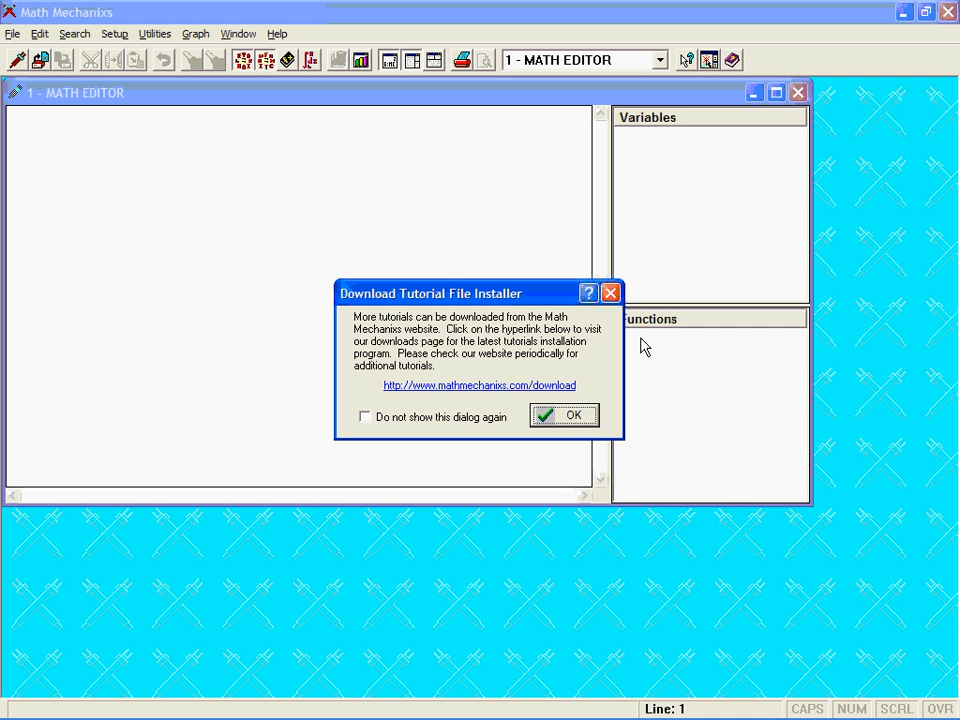 Math Mechanixs
File Edit Search Setup Utilities Graph Window Help
1 - MATH EDITOR
1 - MATH EDITOR
Variables
Download Tutorial File Installer
More tutorials can be downloaded from the Math
Mechanixs website. Click on the hyperlink below to visit
our downloads page for the latest tutorials installation
program. Please check our website periodically for
additional tutorials.
http://www.mathmechanixs.com/download
Do not show this dialog again
OK
unctions
Line: 1
CAPS NUM SCRL OVR